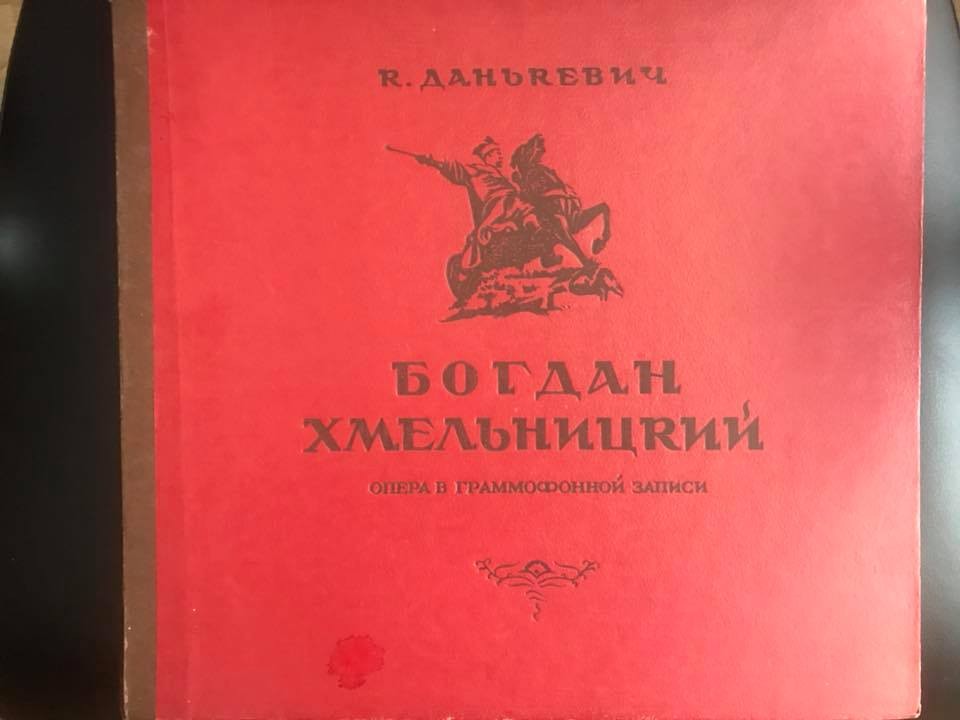 К. ДАНЬКЕВИЧ
БОГДАН
ХМЕЛЬНИЦКИЙ
ОПЕРА В ГРАММОФОННОЙ ЗАПИСИ